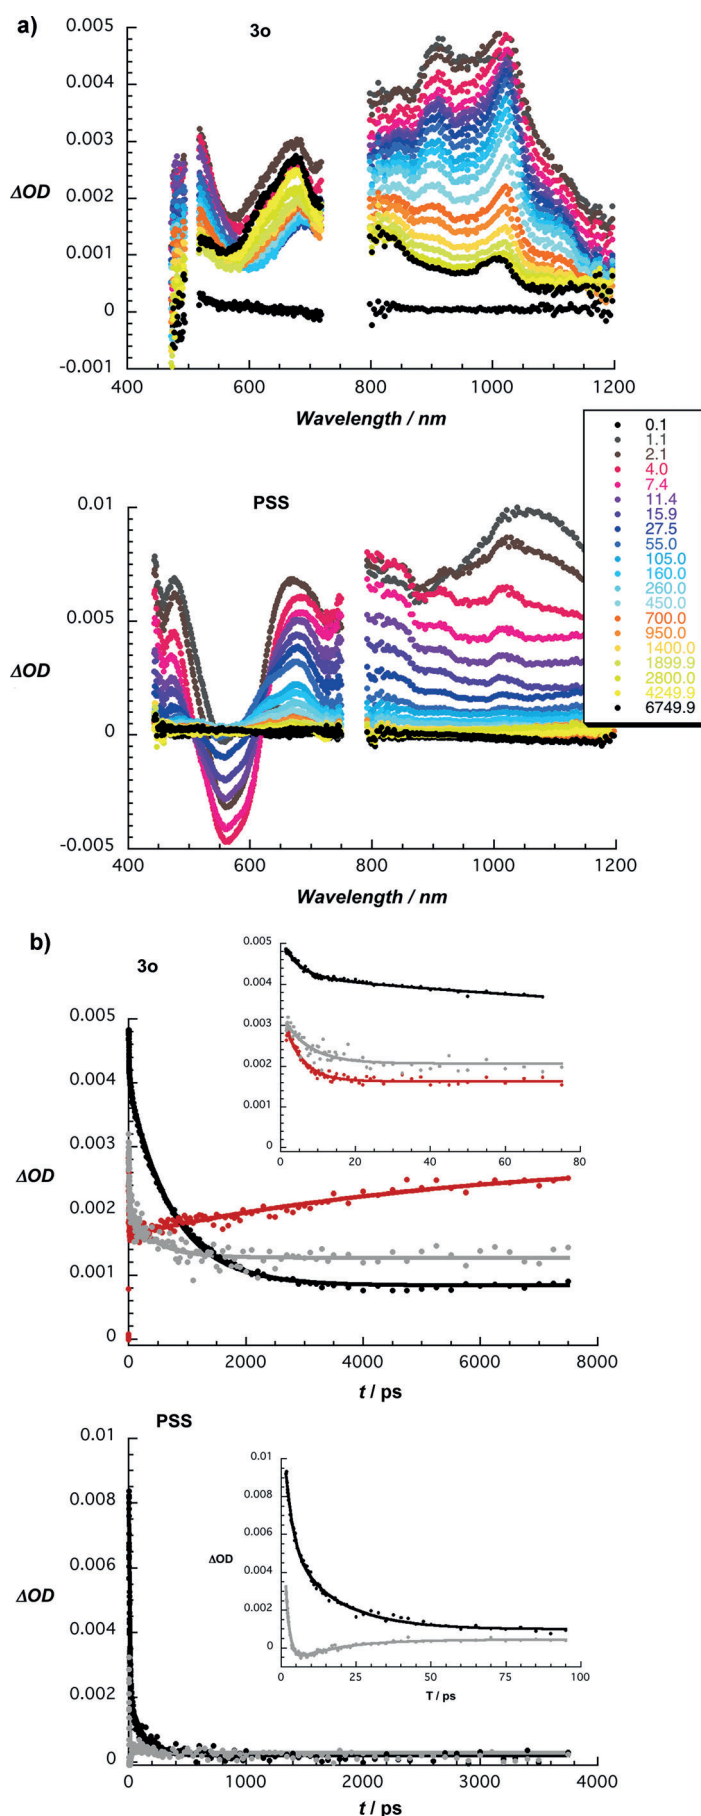 a)
3o
0.005
0.004
0.003
ΔOD
0.002
0.001
0
-0.001
400 600 800 1000 1200
Wavelength / nm
0.1
1.1
2.1
4.0
7.4
11.4
15.9
27.5
55.0
105.0
160.0
260.0
450.0
700.0
950.0
1400.0
1899.9
2800.0
4249.9
6749.9
PSS
0.01
0.005
ΔOD
0
-0.005
400 600 800 1000 1200
Wavelength / nm
b)
3o
0.005
0.004
0.003
ΔOD
0.002
0.001
0
0 2000 4000 6000 8000
t / ps
0.005
0.004
0.003
0.002
0.001
0
0 20 40 60 80
PSS
0.01
0.008
0.006
ΔOD
0.004
0.002
0
0 1000 2000 3000 4000
t / ps
0.01
0.008
0.006
ΔOD
0.004
0.002
0
0 25 50 75 100
T / ps